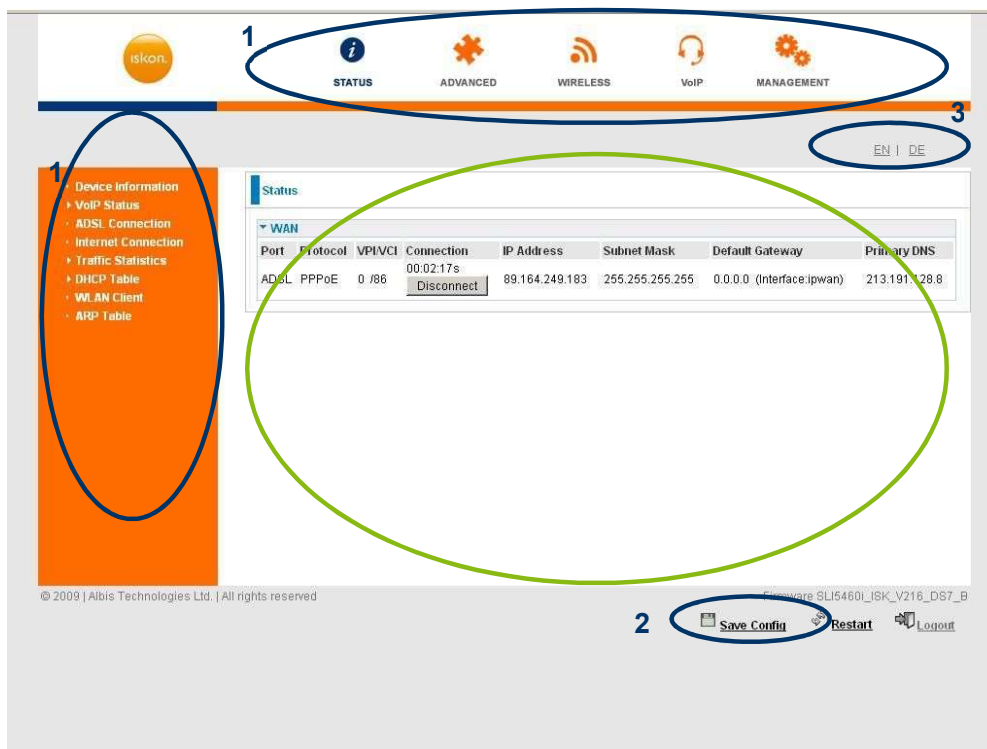 1
iskon.
STATUS
ADVANCED
WIRELESS
VoIP
MANAGEMENT
3
EN | DE
1
Device Information
VoIP Status
ADSL Connection
Internet Connection
Traffic Statistics
DHCP Table
WLAN Client
ARP Table
Status
WAN
Port Protocol VPI/VCI Connection IP Address Subnet Mask Default Gateway Primary DNS
00:02:17s
ADSL PPPoE 0 /86 Disconnect 89.164.249.183 255.255.255.255 0.0.0.0 (Interface:ipwan) 213.191.128.8
© 2009 | Albis Technologies Ltd. | All rights reserved
Firmware SLI5460i_ISK_V216_DS7_B
2
Save Config Restart Logout